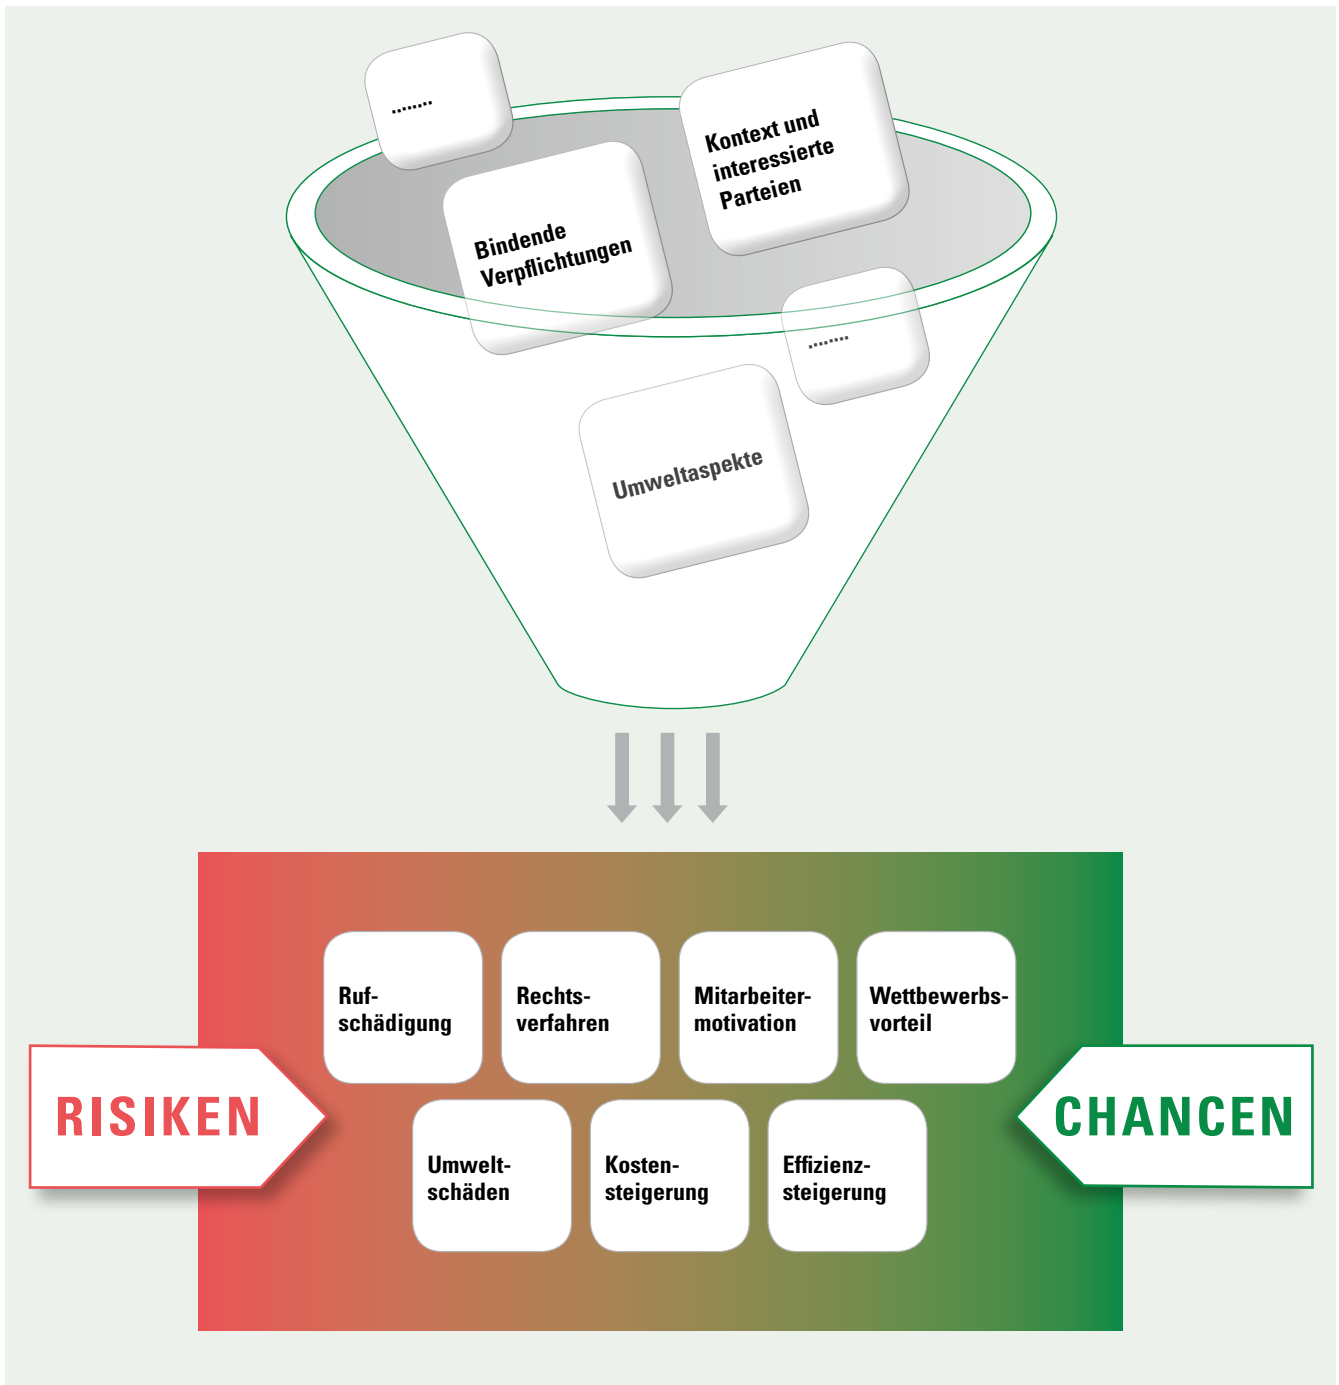 ........
Kontext und
interessierte
Parteien
Bindende
Verpflichtungen
........
Umweltaspekte
Ruf-
schädigung
Rechts-
verfahren
Mitarbeiter-
motivation
Wettbewerbs-
vorteil
RISIKEN
CHANCEN
Umwelt-
schäden
Kosten-
steigerung
Effizienz-
steigerung